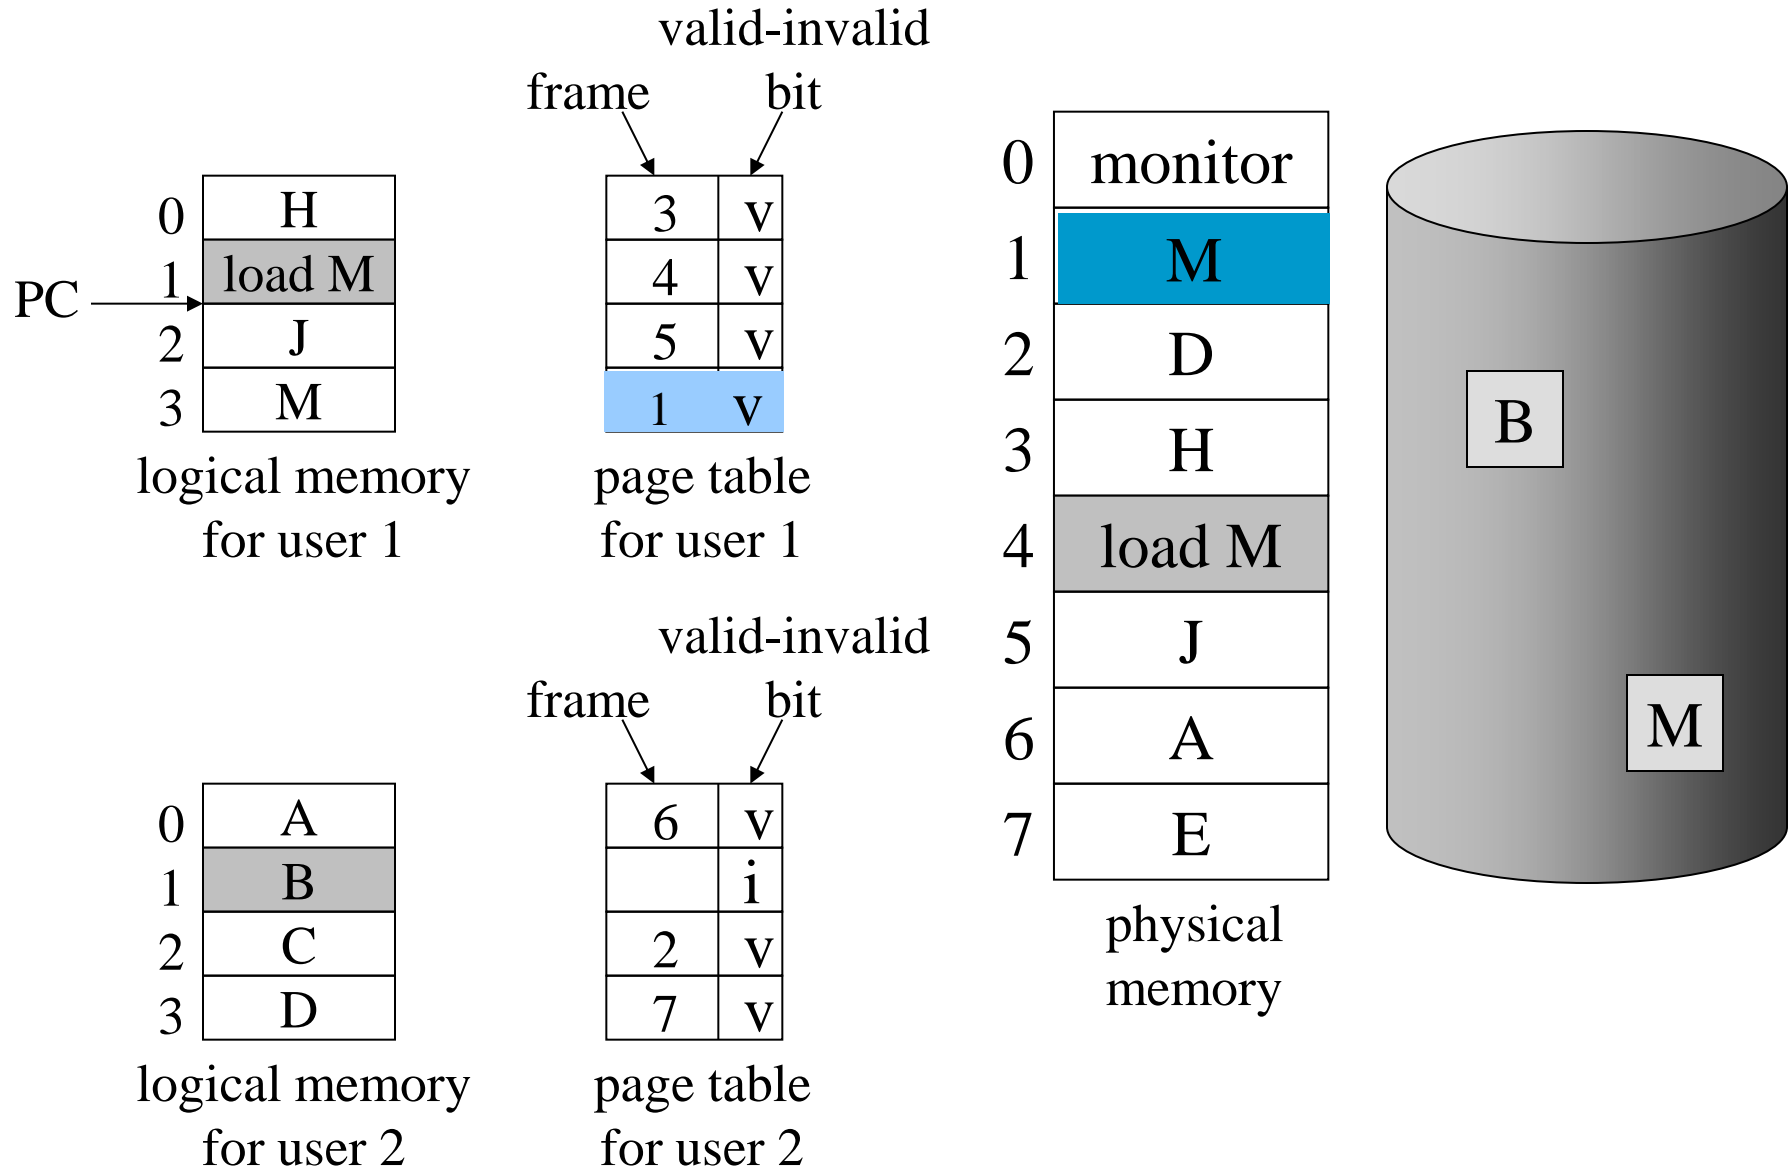 valid-invalid
frame bit
0 H
1 load M
PC
2 J
3 M
logical memory
for user 1
3 v
4 v
5 v
1 v
page table
for user 1
valid-invalid
frame bit
0 A
1 B
2 C
3 D
logical memory
for user 2
6 v
i
2 v
7 v
page table
for user 2
0 monitor
1 M
2 D
3 H
4 load M
5 J
6 A
7 E
physical
memory
B
M